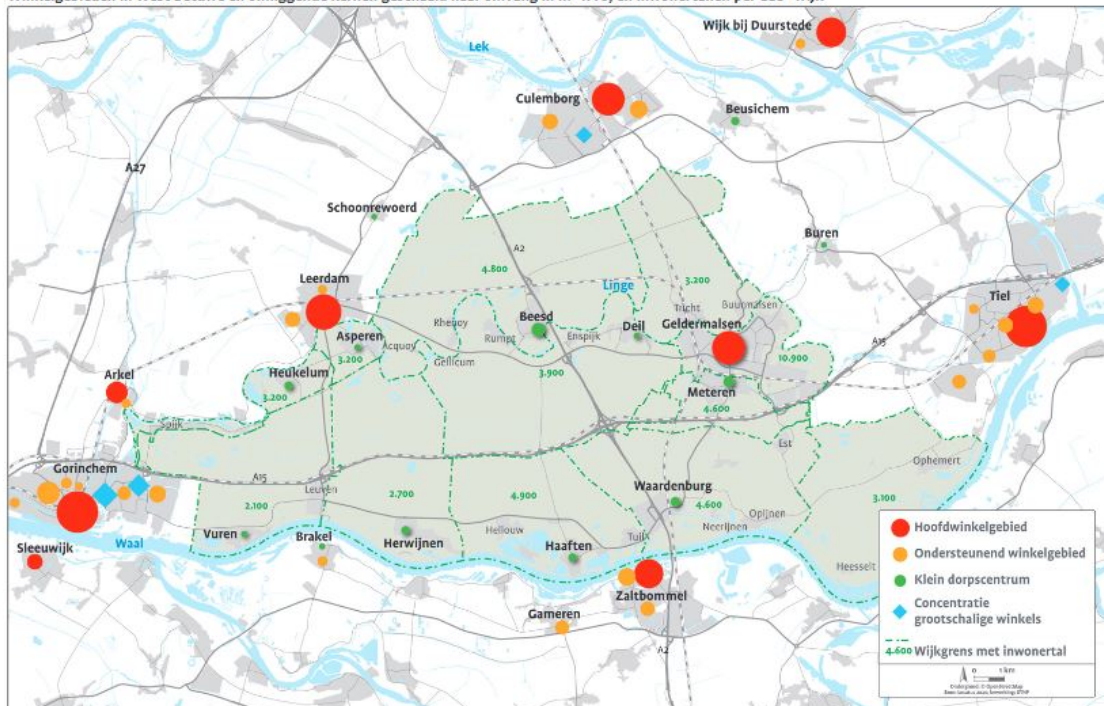 Wijk bij Duurstede
Lek
Culemborg
Beusichem
A27
Schoonrewoerd
Buren
A2
4.800
3.200
Leerdam
Linge
Tiel
Tricht
Buurmalsen
Rhenoy
Beesd
Deil
Geldermalsen
Asperen
Acquoy
Rumpt
Enspijk
A15
3.200
Gellicum
10.900
3.900
Arkel
Heukelum
Meteren
3.200
4.600
Spijk
Est
Ophemert
Gorinchem
A15
Leuven
Waardenburg
2.100
2.700
4.900
4.600
3.100
Opijnen
Neerijnen
Vuren
Brakel
Herwijnen
Hellouw
Tuil
Waal
Sleeuwijk
Haaften
Heesselt
Zaltbommel
Gameren
A2
Hoofdwinkelgebied
Ondersteunend winkelgebied
Klein dorpscentrum
Concentratie
grootschalige winkels
4.600 Wijkgrens met inwonertal
0 1 km